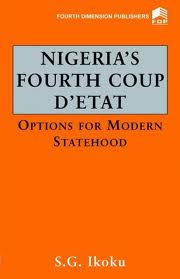 FOURTH DIMENSION PUBLISHERS
FDP
NIGERIA'S
FOURTH COUP
D'ETAT
OPTIONS FOR MODERN
STATEHOOD
S.G. Ikoku